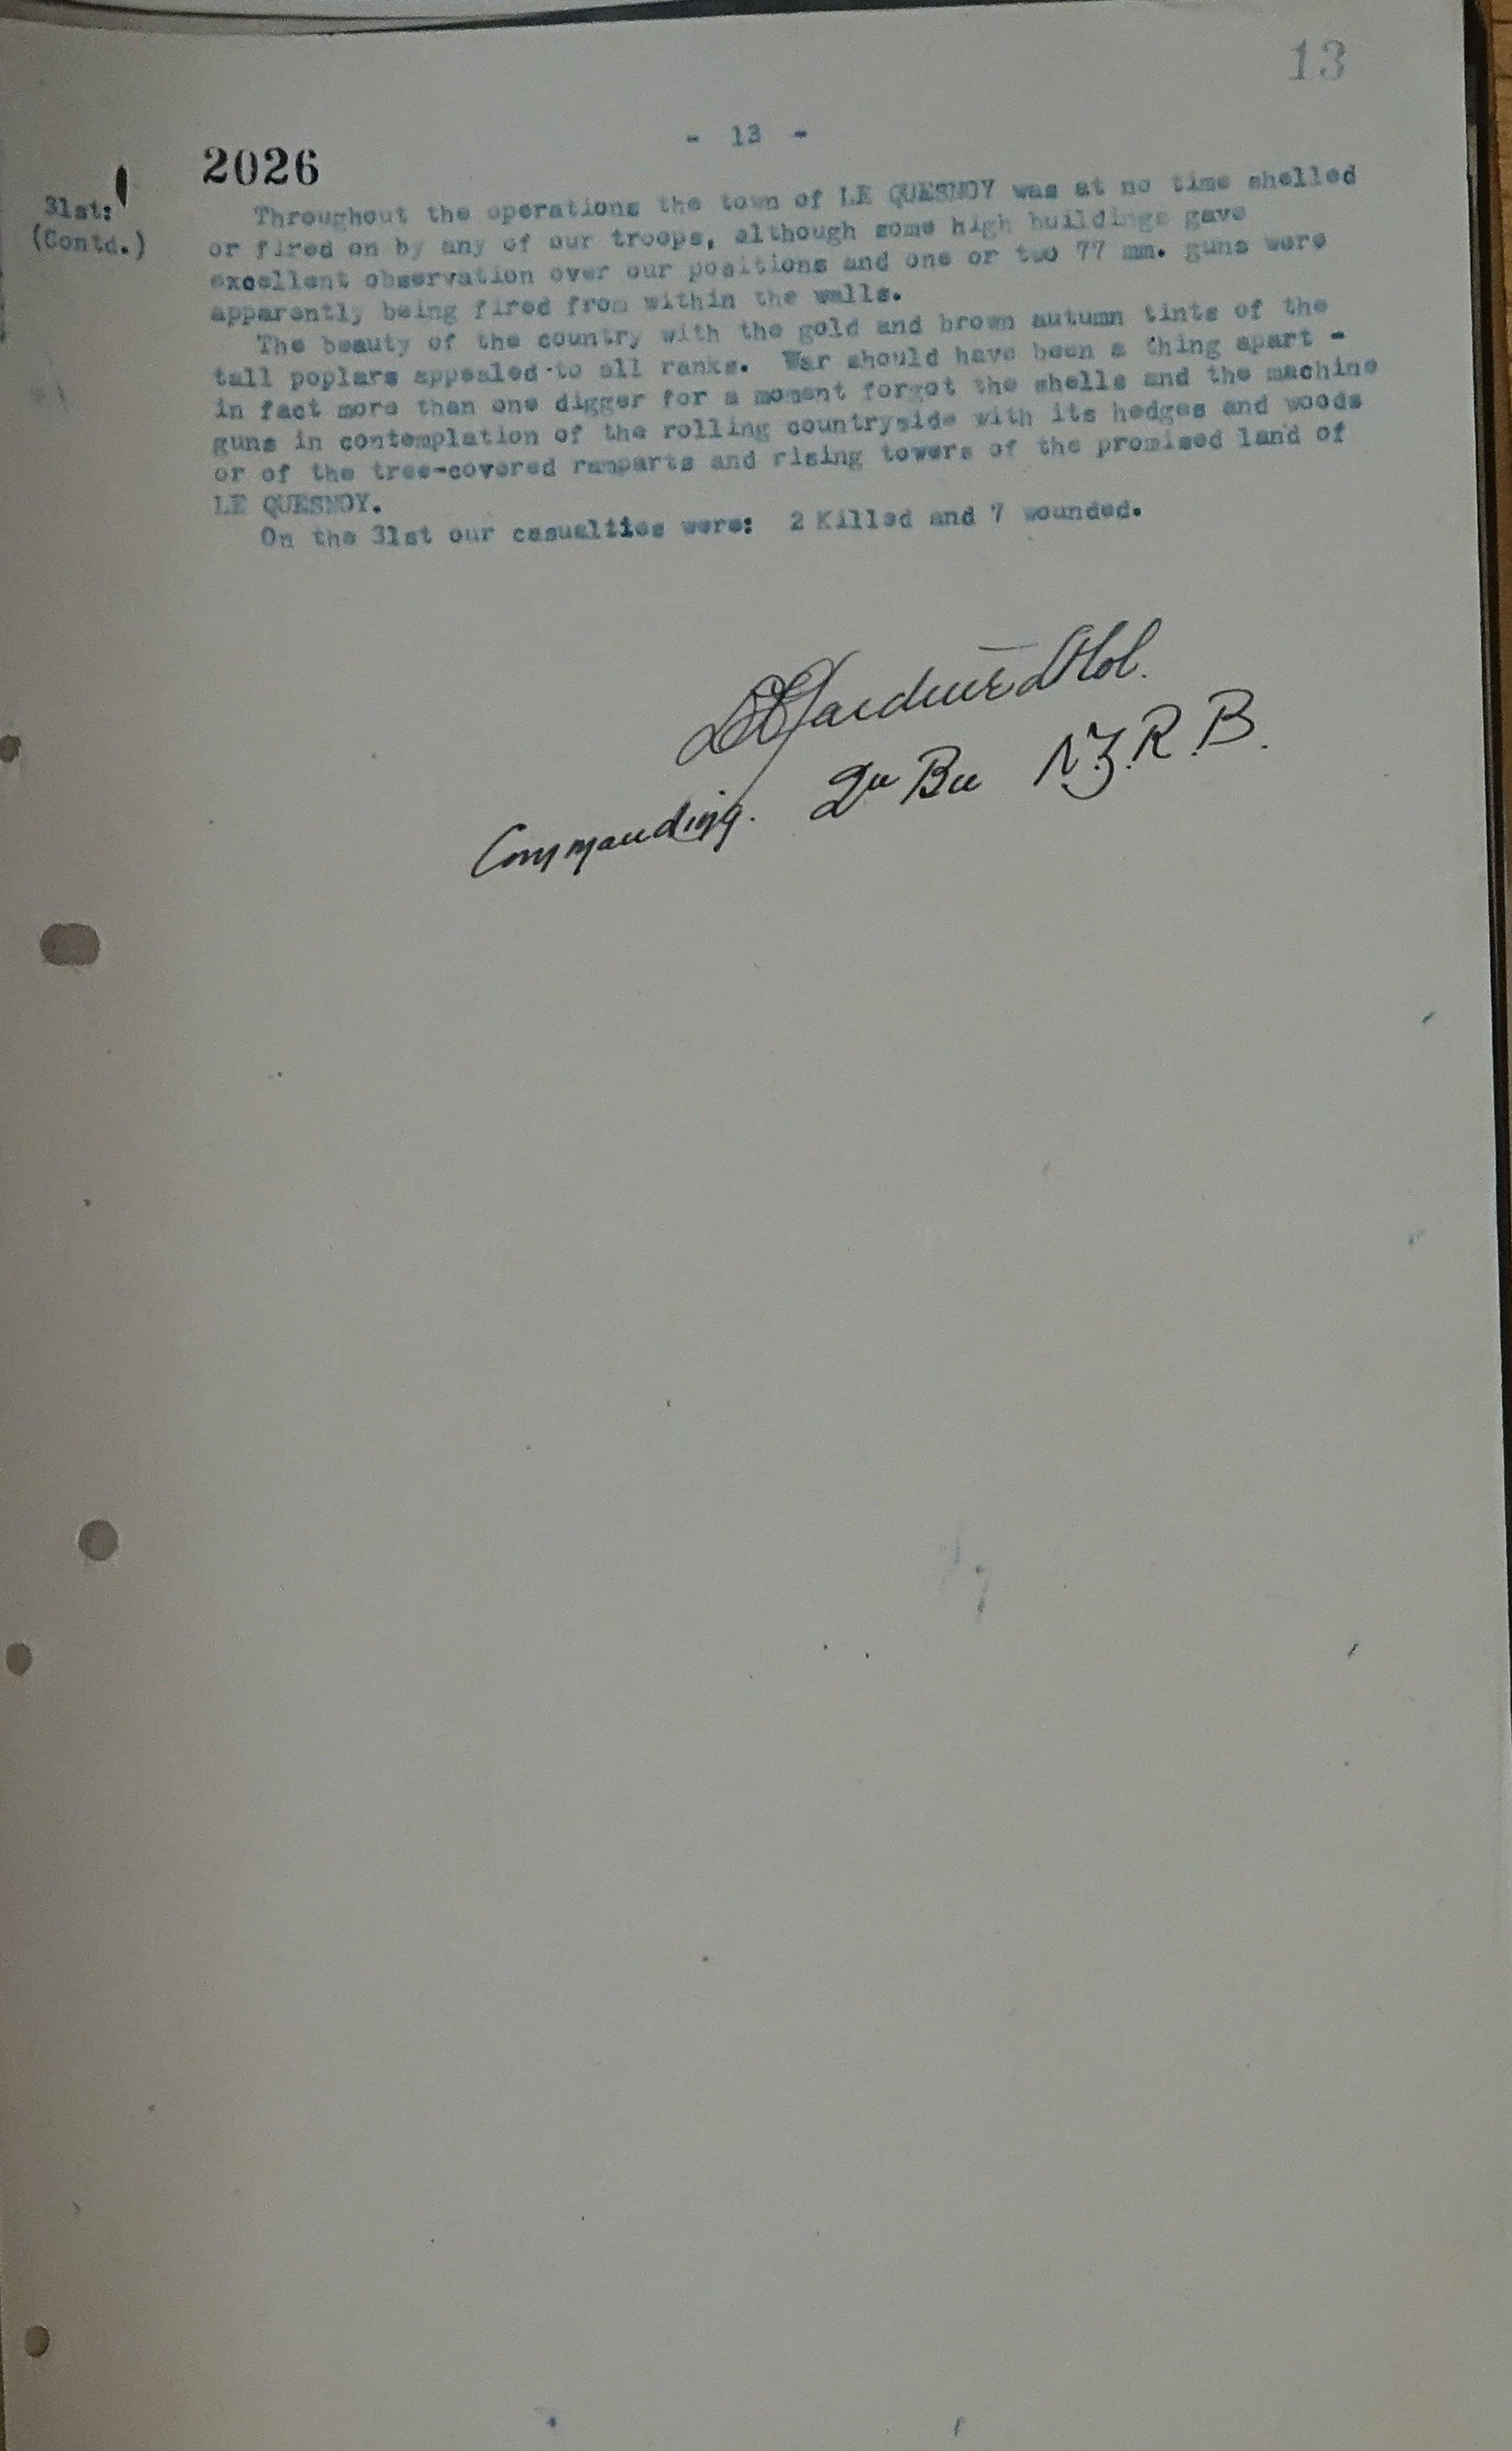 13
- 13 -
2026
31st:
(Contd.)
Throughout the operations the town of LE QUESNOY was at no time shelled
or fired on by any of our troops, although some high buildings gave
excellent observation over our positions and one or two 77 mm. guns were
apparently being fired from within the walls.
The beauty of the country with the gold and brown autumn tints of the
tall poplars appealed to all ranks. War should have been a thing apart -
in fact more than one digger for a moment forgot the shells and the machine
guns in contemplation of the rolling countryside with its hedges and woods
or of the tree-covered ramparts and rising towers of the promised land of
LE QUESNOY.
On the 31st our casualties were: 2 Killed and 7 wounded.
Commanding. N.Z.R.B.